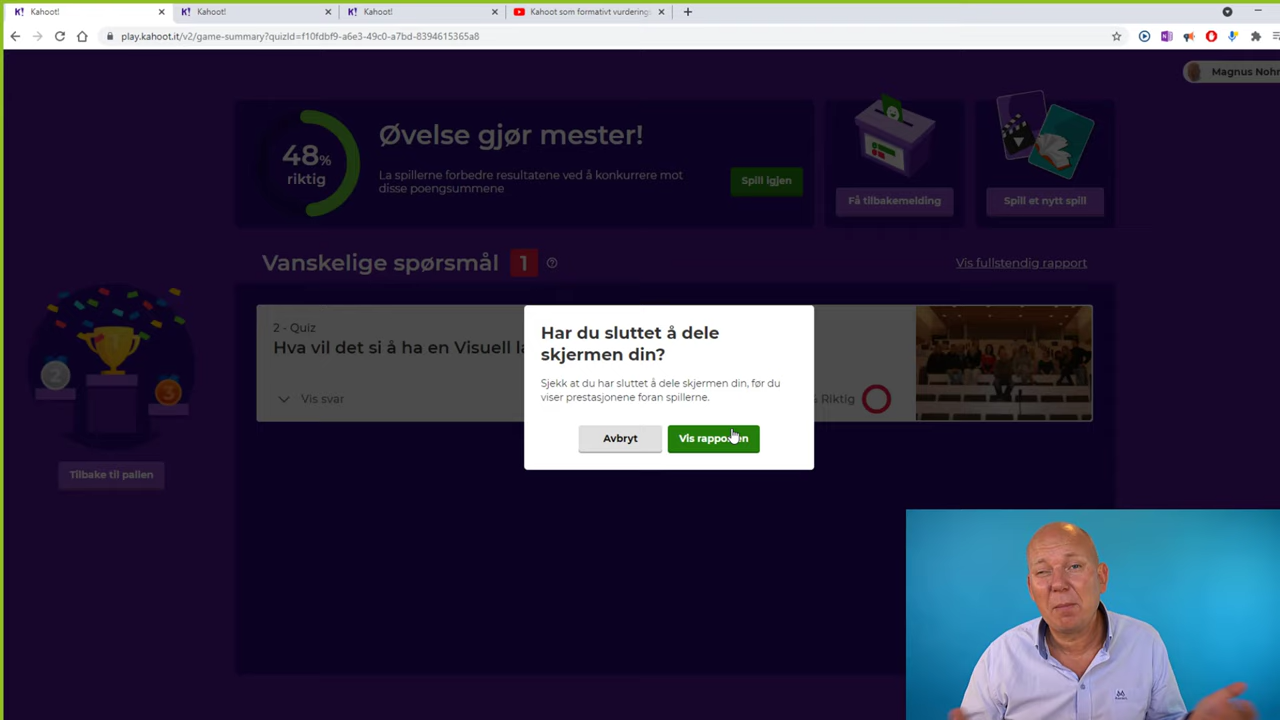 Kahoot!
Kahoot!
Kahoot!
Kahoot som formativt vurdering
play.kahoot.it/v2/game-summary?quizId=f10fdbf9-a6e3-49c0-a7bd-8394615365a8
Magnus Nohr
48%
riktig
Øvelse gjør mester!
La spillerne forbedre resultatene ved å konkurrere mot
disse poengsummene
Spill igjen
Få tilbakemelding
Spill et nytt spill
Vanskelige spørsmål 1
Vis fullstendig rapport
2 - Quiz
Hva vil det si å ha en Visuell
Vis svar
% Riktig
Har du sluttet å dele
skjermen din?
Sjekk at du har sluttet å dele skjermen din, før du
viser prestasjonene foran spillerne.
Avbryt
Vis rapporten
2
3
Tilbake til pallen